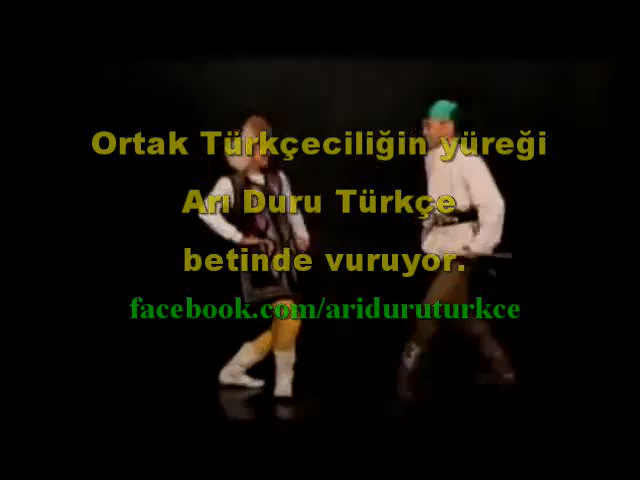 Ortak Türkçeciliğin yüreği
Arı Duru Türkçe
betinde vuruyor.
facebook.com/ariduruturkce